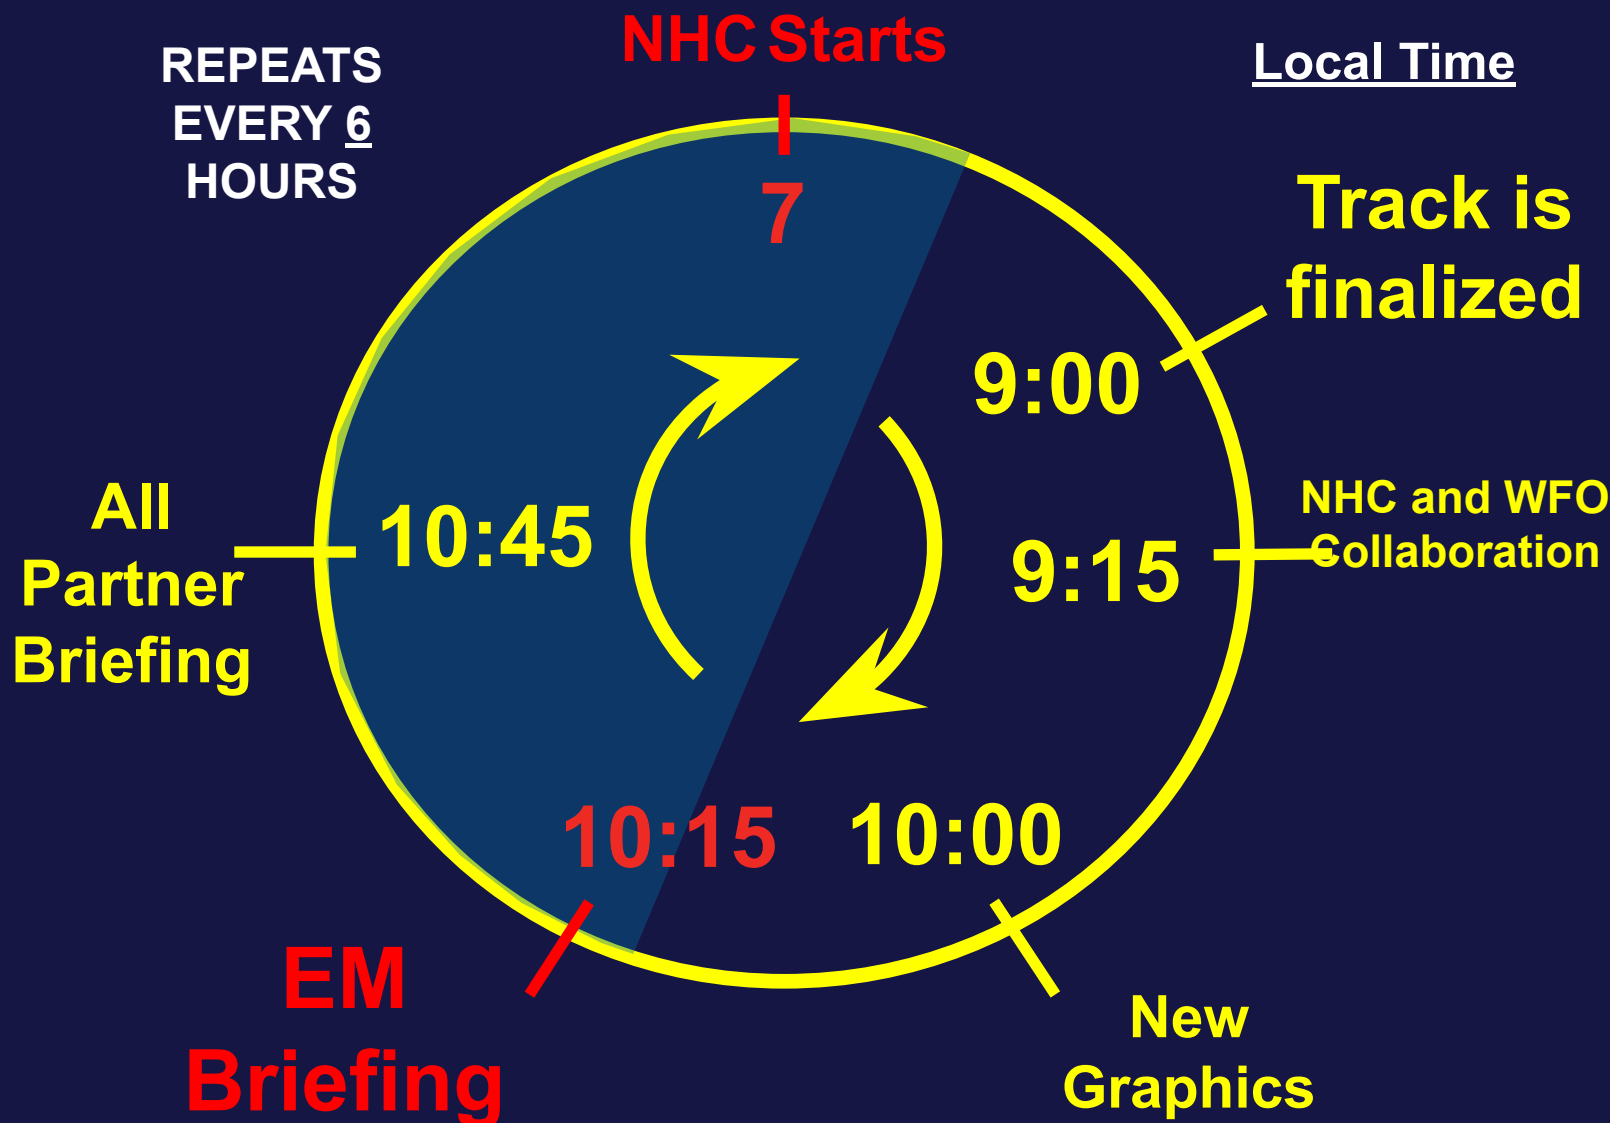 NHC Starts
REPEATS
EVERY 6
HOURS
Local Time
7
Track is
finalized
9:00
NHC and WFO
Collaboration
9:15
10:00
New
Graphics
10:15
EM
Briefing
10:45
All
Partner
Briefing